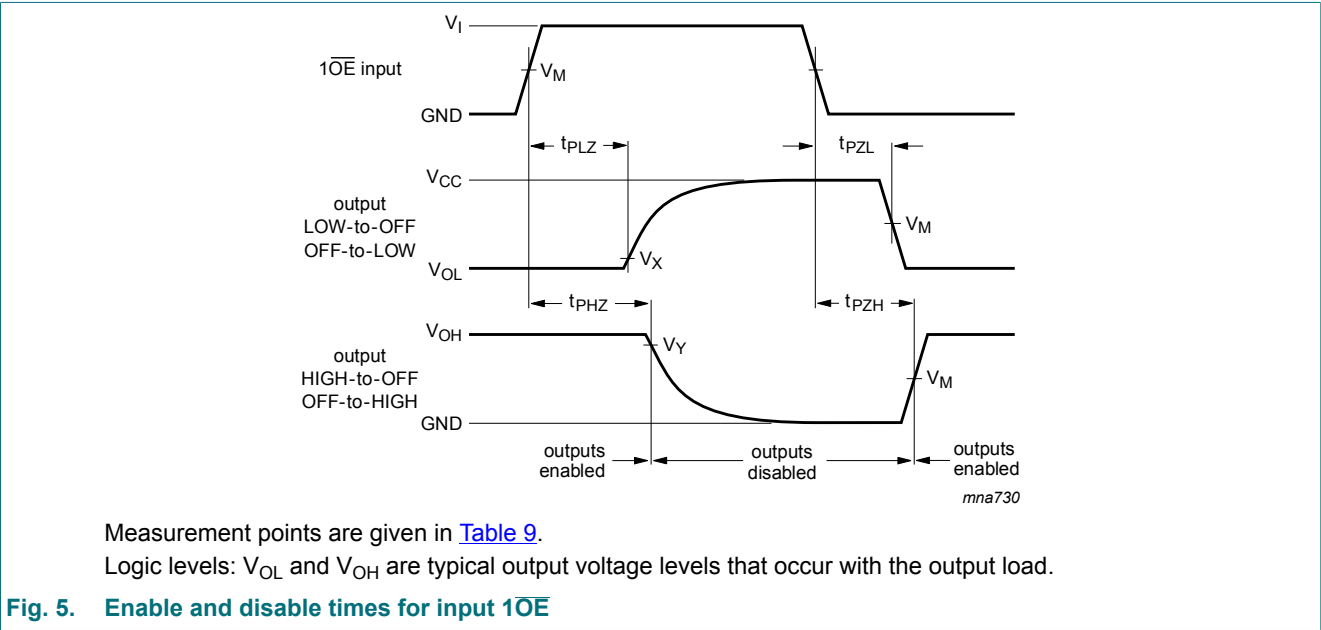 V_I
1O̅E̅ input
V_M
GND
t_PLZ
t_PZL
V_CC
output
LOW-to-OFF
OFF-to-LOW
V_M
V_X
V_OL
t_PHZ
t_PZH
V_OH
output
HIGH-to-OFF
OFF-to-HIGH
V_Y
V_M
GND
outputs
enabled
outputs
disabled
outputs
enabled
mna730
Measurement points are given in Table 9.
Logic levels: V_OL and V_OH are typical output voltage levels that occur with the output load.
Fig. 5. Enable and disable times for input 1O̅E̅